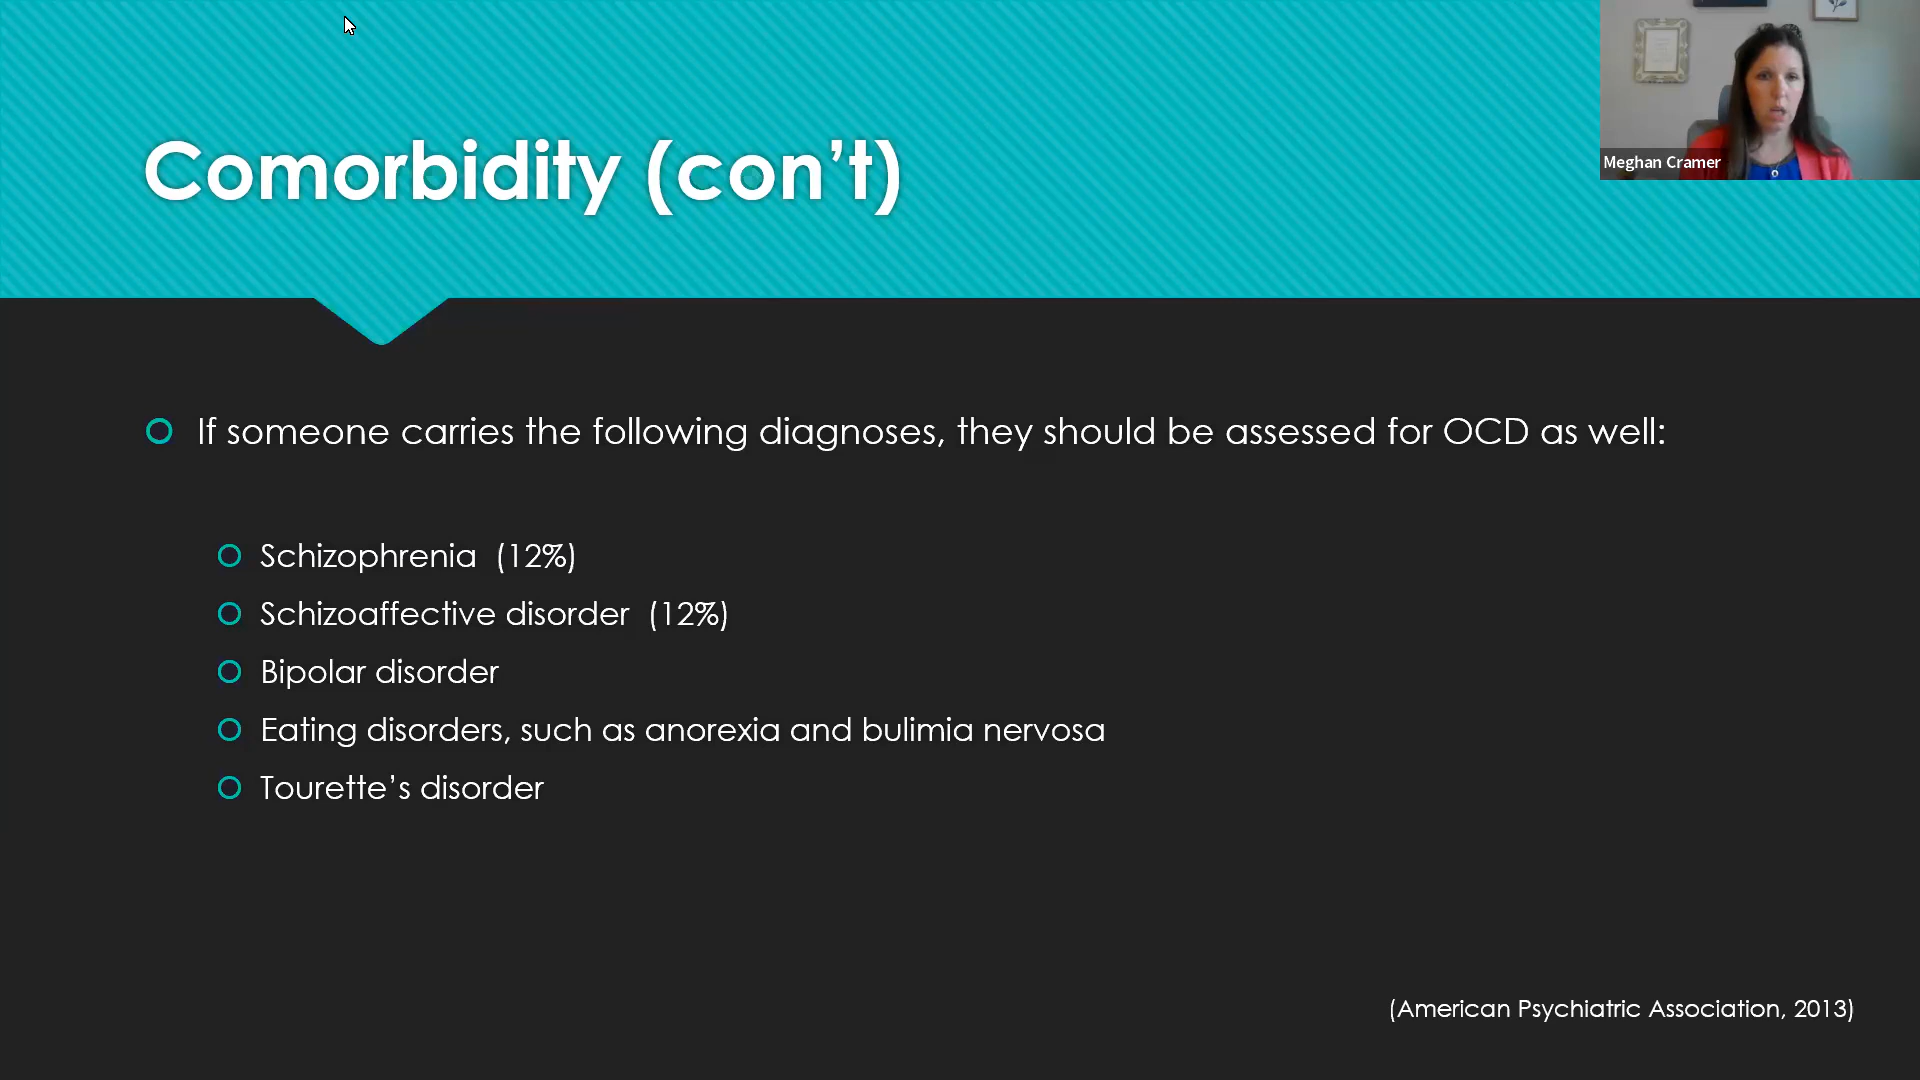 Meghan Cramer
Comorbidity (con’t)
If someone carries the following diagnoses, they should be assessed for OCD as well:
Schizophrenia (12%)
Schizoaffective disorder (12%)
Bipolar disorder
Eating disorders, such as anorexia and bulimia nervosa
Tourette’s disorder
(American Psychiatric Association, 2013)